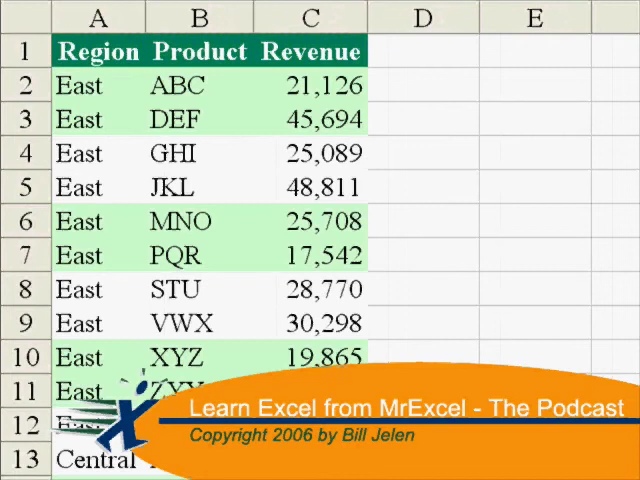 A B C D E
1 Region Product Revenue
2 East ABC 21,126
3 East DEF 45,694
4 East GHI 25,089
5 East JKL 48,811
6 East MNO 25,708
7 East PQR 17,542
8 East STU 28,770
9 East VWX 30,298
10 East XYZ 19,865
11 East
12 East
13 Central
Learn Excel from MrExcel - The Podcast
Copyright 2006 by Bill Jelen